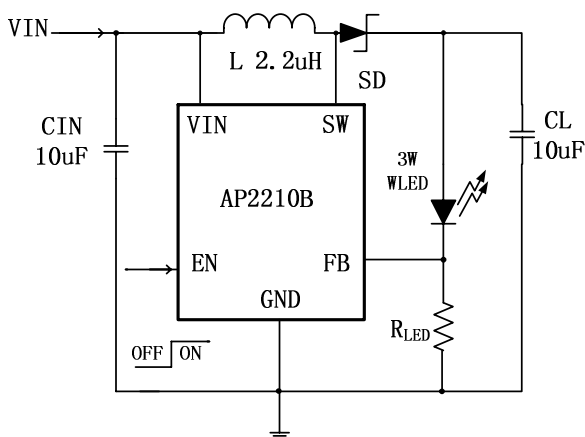 VIN
L 2.2uH
SD
CIN
10uF
VIN
SW
CL
10uF
3W
WLED
AP2210B
EN
FB
GND
RLED
OFF ON